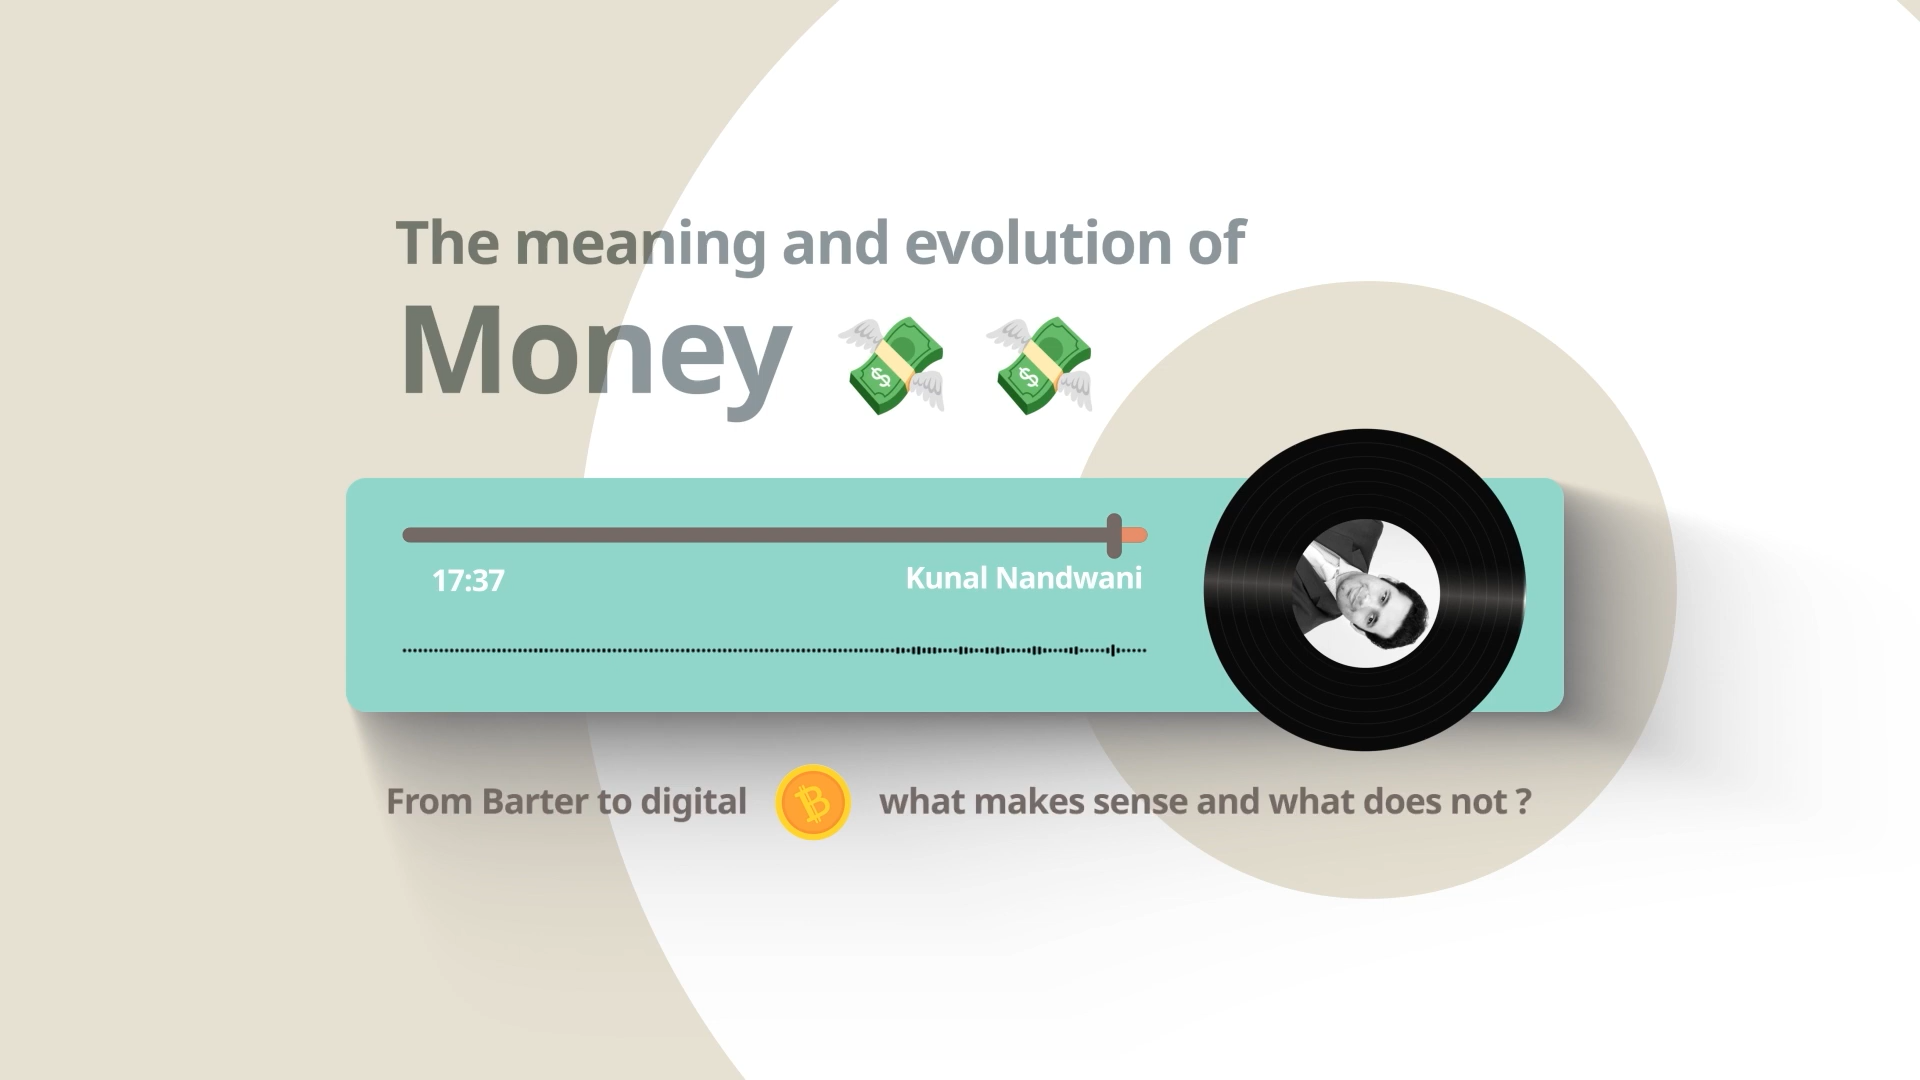 The meaning and evolution of
Money 💸 💸
17:37
Kunal Nandwani
From Barter to digital what makes sense and what does not ?